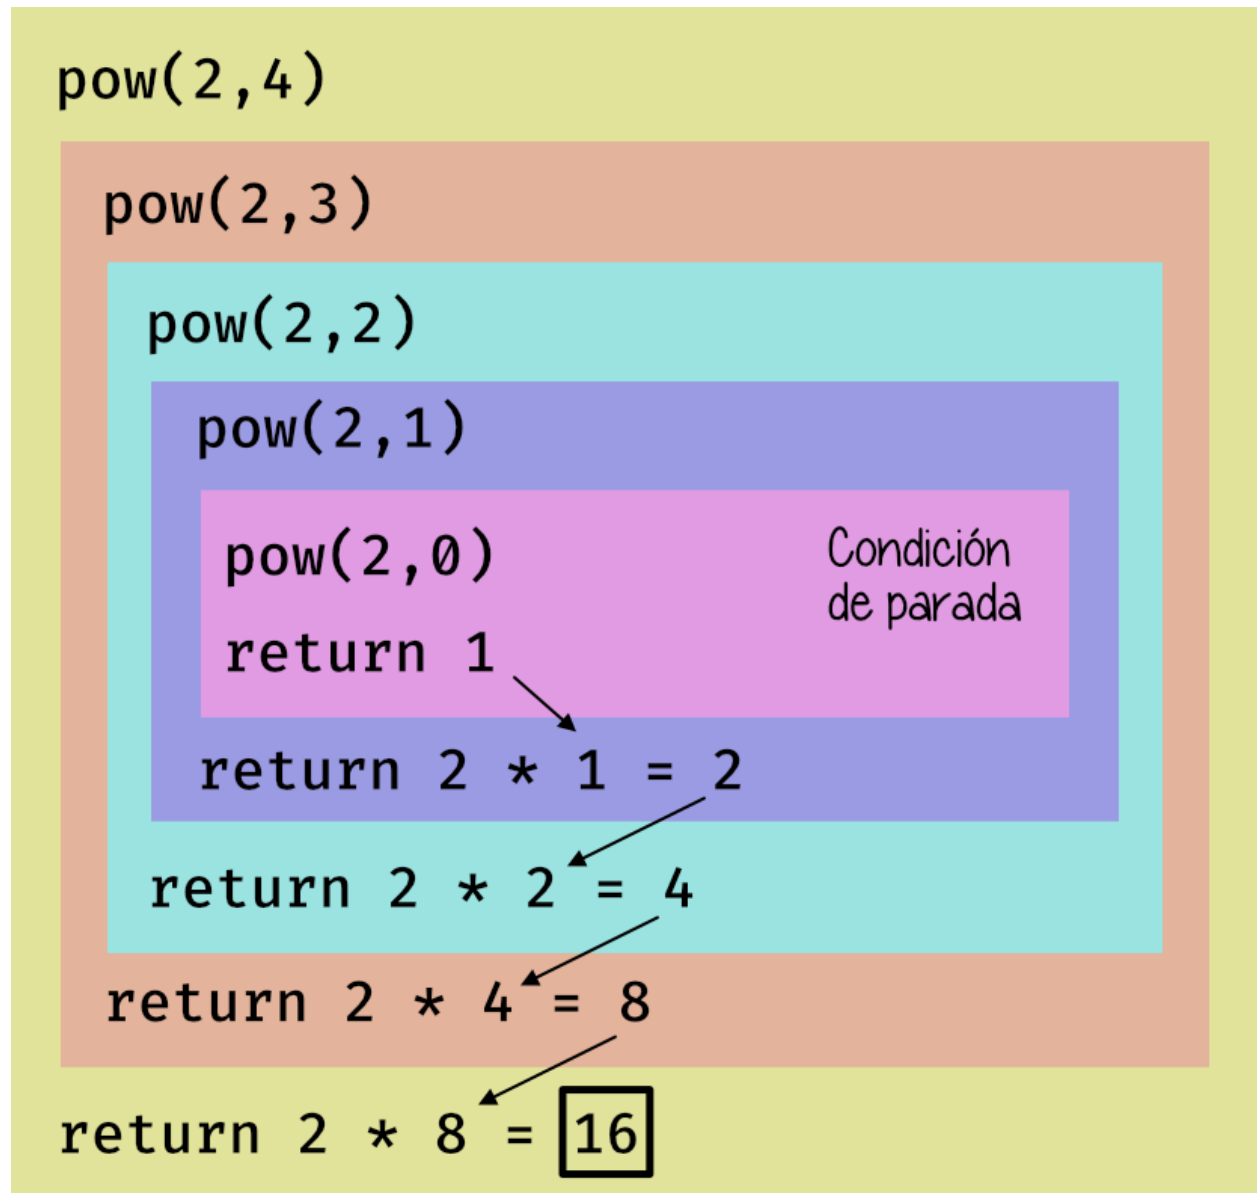 pow(2,4)
pow(2,3)
pow(2,2)
pow(2,1)
pow(2,0)
Condición
de parada
return 1
return 2 * 1 = 2
return 2 * 2 = 4
return 2 * 4 = 8
return 2 * 8 = 16